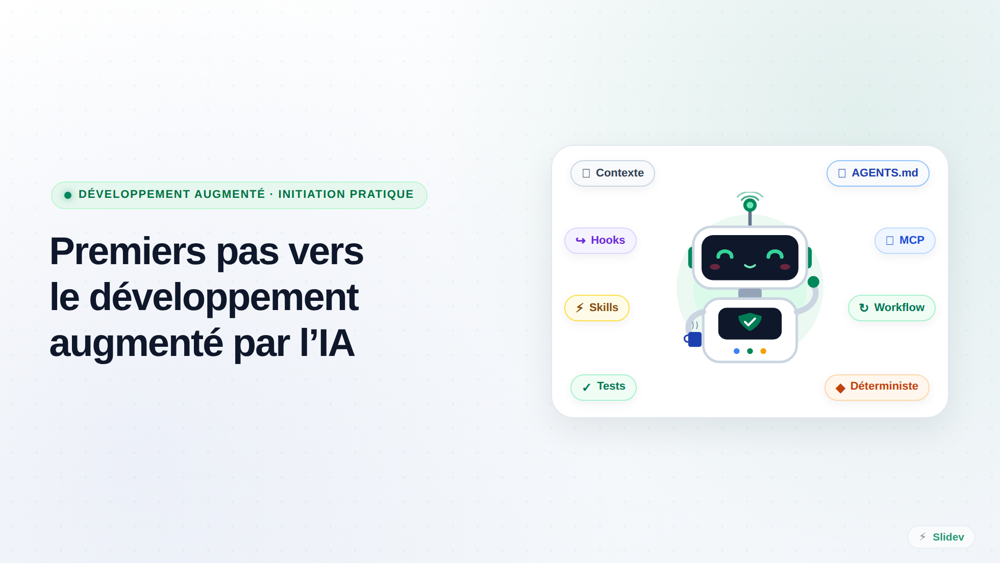 DÉVELOPPEMENT AUGMENTÉ · INITIATION PRATIQUE
Premiers pas vers
le développement
augmenté par l’IA
Contexte
AGENTS.md
↪ Hooks
MCP
⚡ Skills
↻ Workflow
✓ Tests
◆ Déterministe
⚡ Slidev